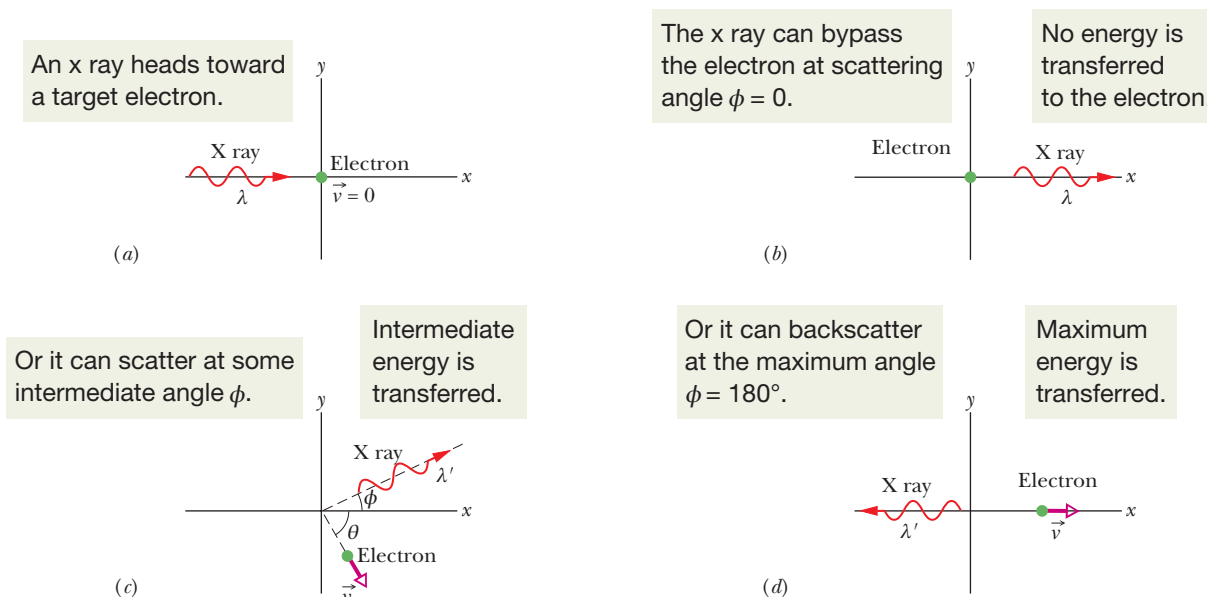 An x ray heads toward
a target electron.
y
X ray
Electron
x
λ
v⃗ = 0
(a)
The x ray can bypass
the electron at scattering
angle ϕ = 0.
No energy is
transferred
to the electron.
y
Electron
X ray
x
λ
(b)
Or it can scatter at some
intermediate angle ϕ.
Intermediate
energy is
transferred.
y
X ray
λ′
ϕ
x
θ
Electron
v⃗
(c)
Or it can backscatter
at the maximum angle
ϕ = 180°.
Maximum
energy is
transferred.
y
X ray
Electron
x
λ′
v⃗
(d)